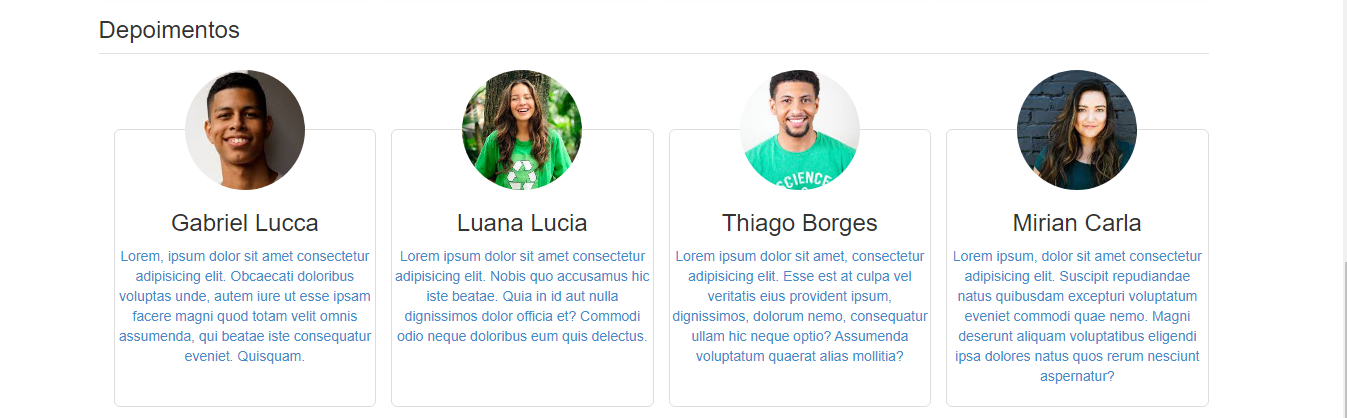 Depoimentos
SCIENCE
Gabriel Lucca
Lorem, ipsum dolor sit amet consectetur
adipisicing elit. Obcaecati doloribus
voluptas unde, autem iure ut esse ipsam
facere magni quod totam velit omnis
assumenda, qui beatae iste consequatur
eveniet. Quisquam.
Luana Lucia
Lorem ipsum dolor sit amet consectetur
adipisicing elit. Nobis quo accusamus hic
iste beatae. Quia in id aut nulla
dignissimos dolor officia et? Commodi
odio neque doloribus eum quis delectus.
Thiago Borges
Lorem ipsum dolor sit amet, consectetur
adipisicing elit. Esse est at culpa vel
veritatis eius provident ipsum,
dignissimos, dolorum nemo, consequatur
ullam hic neque optio? Assumenda
voluptatum quaerat alias mollitia?
Mirian Carla
Lorem ipsum, dolor sit amet consectetur
adipisicing elit. Suscipit repudiandae
natus quibusdam excepturi voluptatum
eveniet commodi quae nemo. Magni
deserunt aliquam voluptatibus eligendi
ipsa dolores natus quos rerum nesciunt
aspernatur?